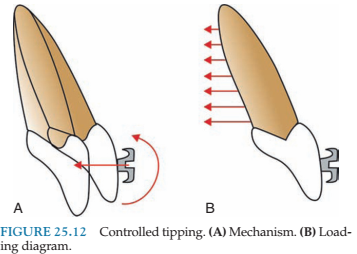 A
B
FIGURE 25.12 Controlled tipping. (A) Mechanism. (B) Load-
ing diagram.